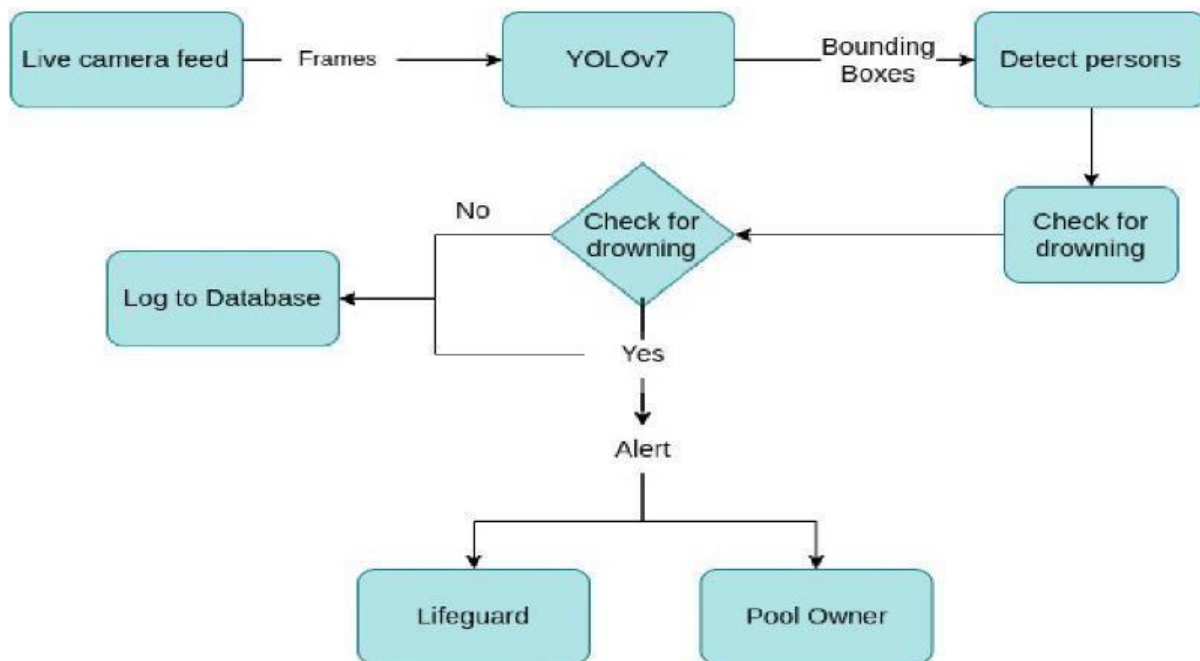 Live camera feed
Frames
YOLOv7
Bounding
Boxes
Detect persons
No
Check for
drowning
Check for
drowning
Log to Database
Yes
Alert
Lifeguard
Pool Owner